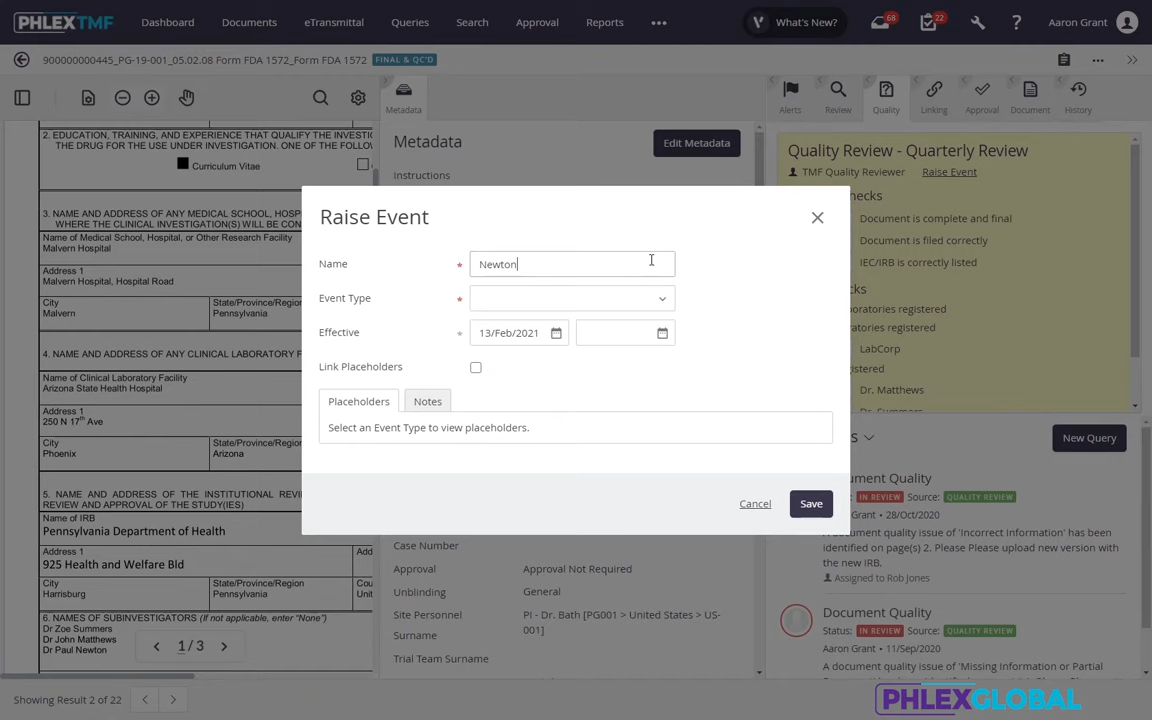 PHLEXTMF
Dashboard
Documents
eTransmittal
Queries
Search
Approval
Reports
What's New?
68
22
Aaron Grant
900000000445_PG-19-001_05.02.08 Form FDA 1572_Form FDA 1572
FINAL & QC'D
Metadata
Alerts
Review
Quality
Linking
Approval
Document
History
2. EDUCATION, TRAINING, AND EXPERIENCE THAT QUALIFY THE INVESTI
THE DRUG FOR THE USE UNDER INVESTIGATION. ONE OF THE FOLLOW
Curriculum Vitae
3. NAME AND ADDRESS OF ANY MEDICAL SCHOOL, HOSP
WHERE THE CLINICAL INVESTIGATION(S) WILL BE CON
Name of Medical School, Hospital, or Other Research Facility
Malvern Hospital
Address 1
Malvern Hospital, Hospital Road
City
Malvern
State/Province/Region
Pennsylvania
4. NAME AND ADDRESS OF ANY CLINICAL LABORATORY F
Name of Clinical Laboratory Facility
Arizona State Health Hospital
Address 1
250 N 17th Ave
City
Phoenix
State/Province/Region
Arizona
5. NAME AND ADDRESS OF THE INSTITUTIONAL REVI
REVIEW AND APPROVAL OF THE STUDY(IES)
Name of IRB
Pennsylvania Department of Health
Address 1
925 Health and Welfare Bld
Add
City
Harrisburg
State/Province/Region
Pennsylvania
Cou
Unit
6. NAMES OF SUBINVESTIGATORS (If not applicable, enter "None")
Dr Zoe Summers
Dr John Matthews
Dr Paul Newton
1 / 3
Showing Result 2 of 22
Metadata
Edit Metadata
Instructions
Raise Event
Name
*
Newton
Event Type
*
Effective
*
13/Feb/2021
Link Placeholders
Placeholders
Notes
Select an Event Type to view placeholders.
Cancel
Save
Case Number
Approval
Approval Not Required
Unblinding
General
Site Personnel
PI - Dr. Bath [PG001 > United States > US-
001]
Surname
Trial Team Surname
Quality Review - Quarterly Review
TMF Quality Reviewer
Raise Event
hecks
Document is complete and final
Document is filed correctly
IEC/IRB is correctly listed
oratories registered
oratories registered
LabCorp
gistered
Dr. Matthews
Dr. Summers
s
New Query
cument Quality
IN REVIEW
Source:
QUALITY REVIEW
Grant • 28/Oct/2020
A document quality issue of 'Incorrect Information' has been
identified on page(s) 2. Please Please upload new version with
the new IRB.
Assigned to Rob Jones
Document Quality
Status:
IN REVIEW
Source:
QUALITY REVIEW
Aaron Grant • 11/Sep/2020
A document quality issue of 'Missing Information or Partial
PHLEXGLOBAL